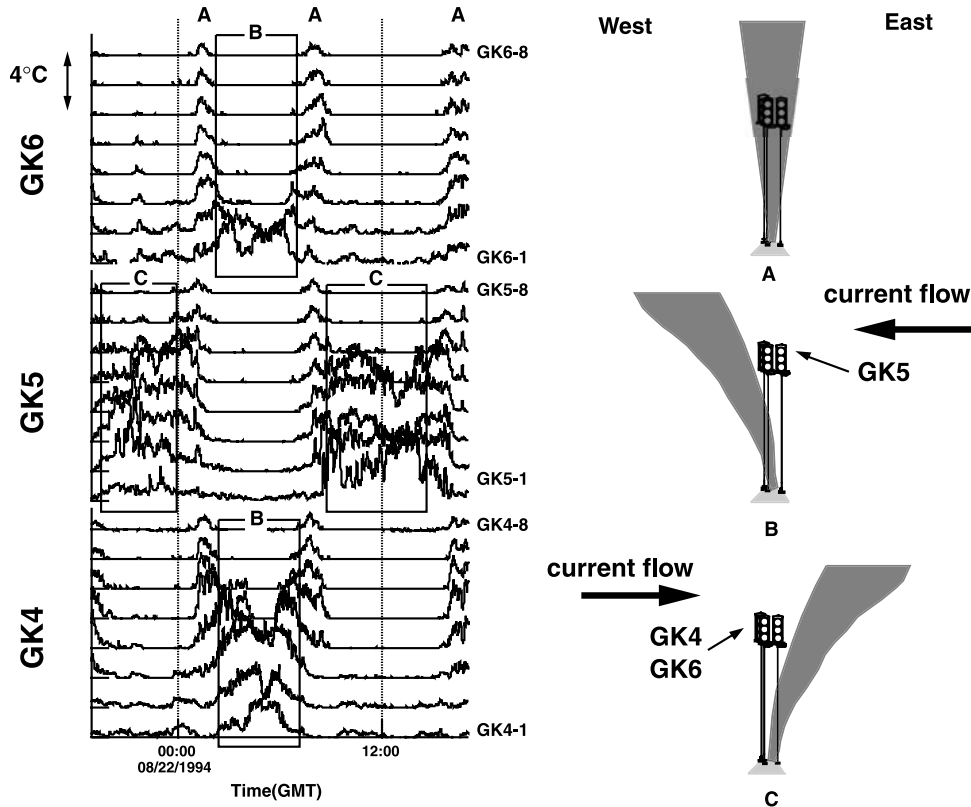 A A A
B
4°C
GK6
GK6-8
GK6-1
C C
GK5
GK5-8
GK5-1
B
GK4
GK4-8
GK4-1
00:00 12:00
08/22/1994
Time(GMT)
West East
A
current flow
GK5
B
current flow
GK4
GK6
C